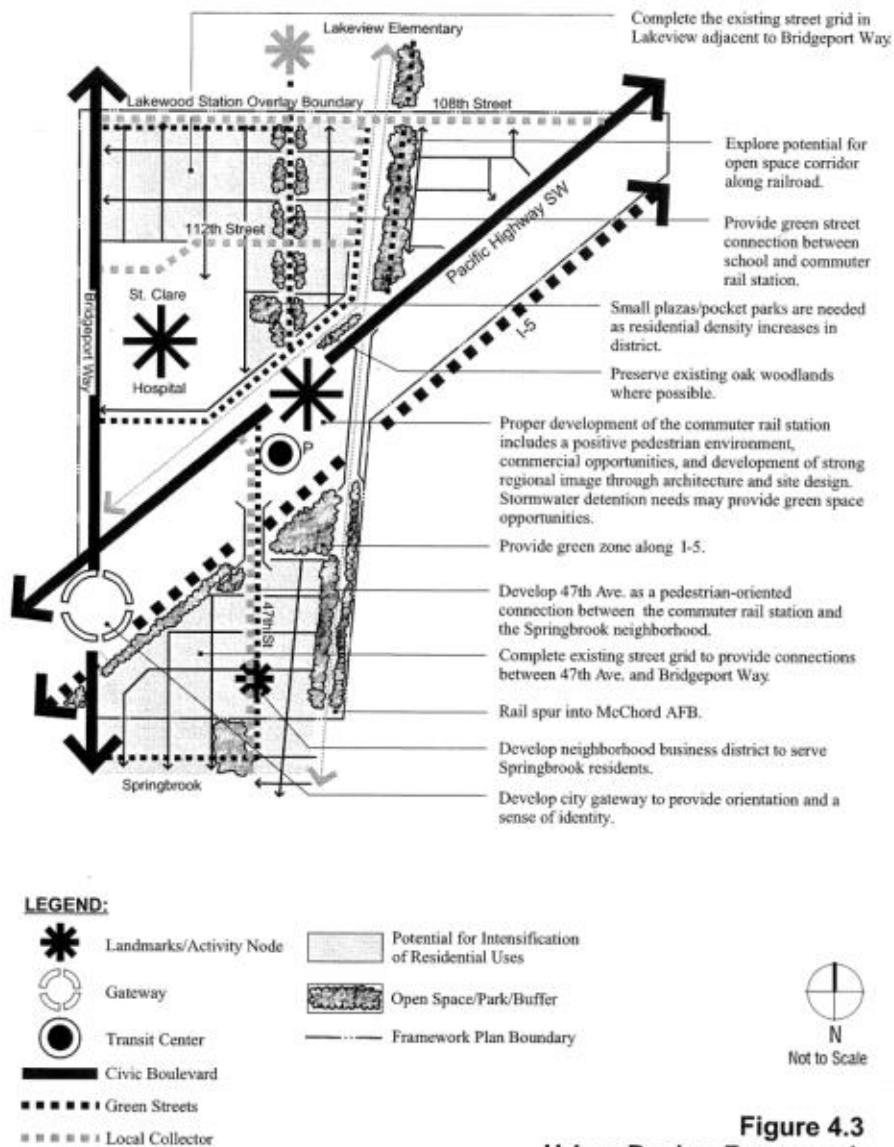 Lakeview Elementary
Complete the existing street grid in
Lakeview adjacent to Bridgeport Way.
Lakewood Station Overlay Boundary
108th Street
Explore potential for
open space corridor
along railroad.
Provide green street
connection between
school and commuter
rail station.
112th Street
Pacific Highway SW
Bridgeport Way
St. Clare
Hospital
I-5
Small plazas/pocket parks are needed
as residential density increases in
district.
Preserve existing oak woodlands
where possible.
P
Proper development of the commuter rail station
includes a positive pedestrian environment,
commercial opportunities, and development of strong
regional image through architecture and site design.
Stormwater detention needs may provide green space
opportunities.
Provide green zone along I-5.
47th St
Develop 47th Ave. as a pedestrian-oriented
connection between the commuter rail station and
the Springbrook neighborhood.
Complete existing street grid to provide connections
between 47th Ave. and Bridgeport Way.
Rail spur into McChord AFB.
Develop neighborhood business district to serve
Springbrook residents.
Springbrook
Develop city gateway to provide orientation and a
sense of identity.
LEGEND:
Landmarks/Activity Node
Gateway
Transit Center
Civic Boulevard
Green Streets
Local Collector
Potential for Intensification
of Residential Uses
Open Space/Park/Buffer
Framework Plan Boundary
N
Not to Scale
Figure 4.3